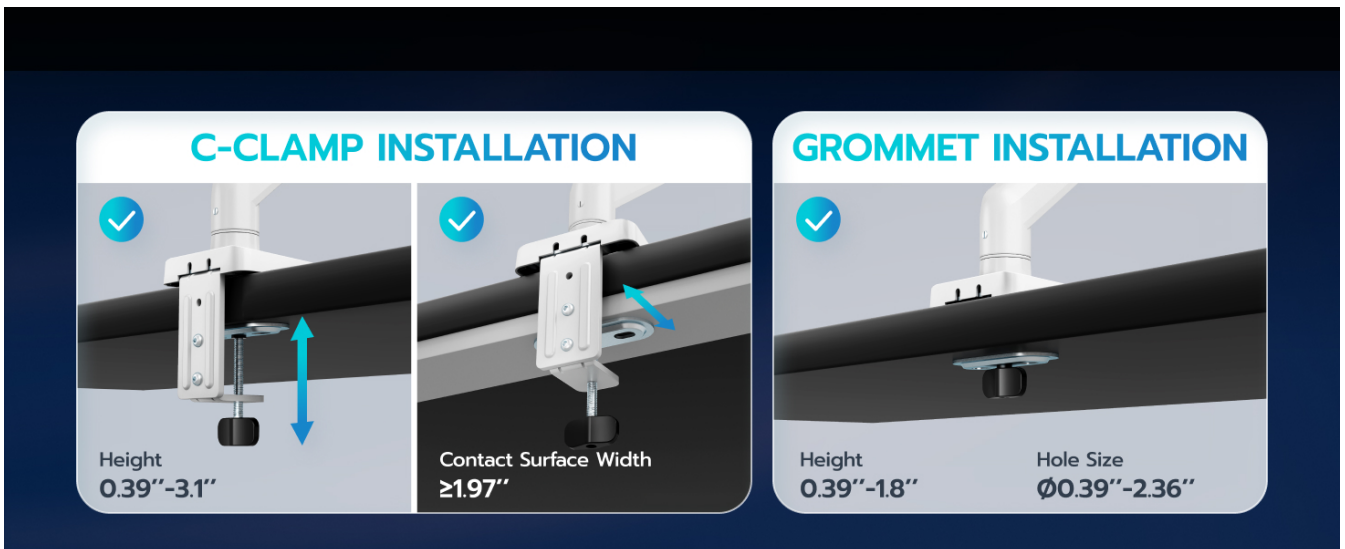 C-CLAMP INSTALLATION
Height
0.39′′-3.1′′
Contact Surface Width
≥1.97′′
GROMMET INSTALLATION
Height
0.39′′-1.8′′
Hole Size
Ø0.39′′-2.36′′